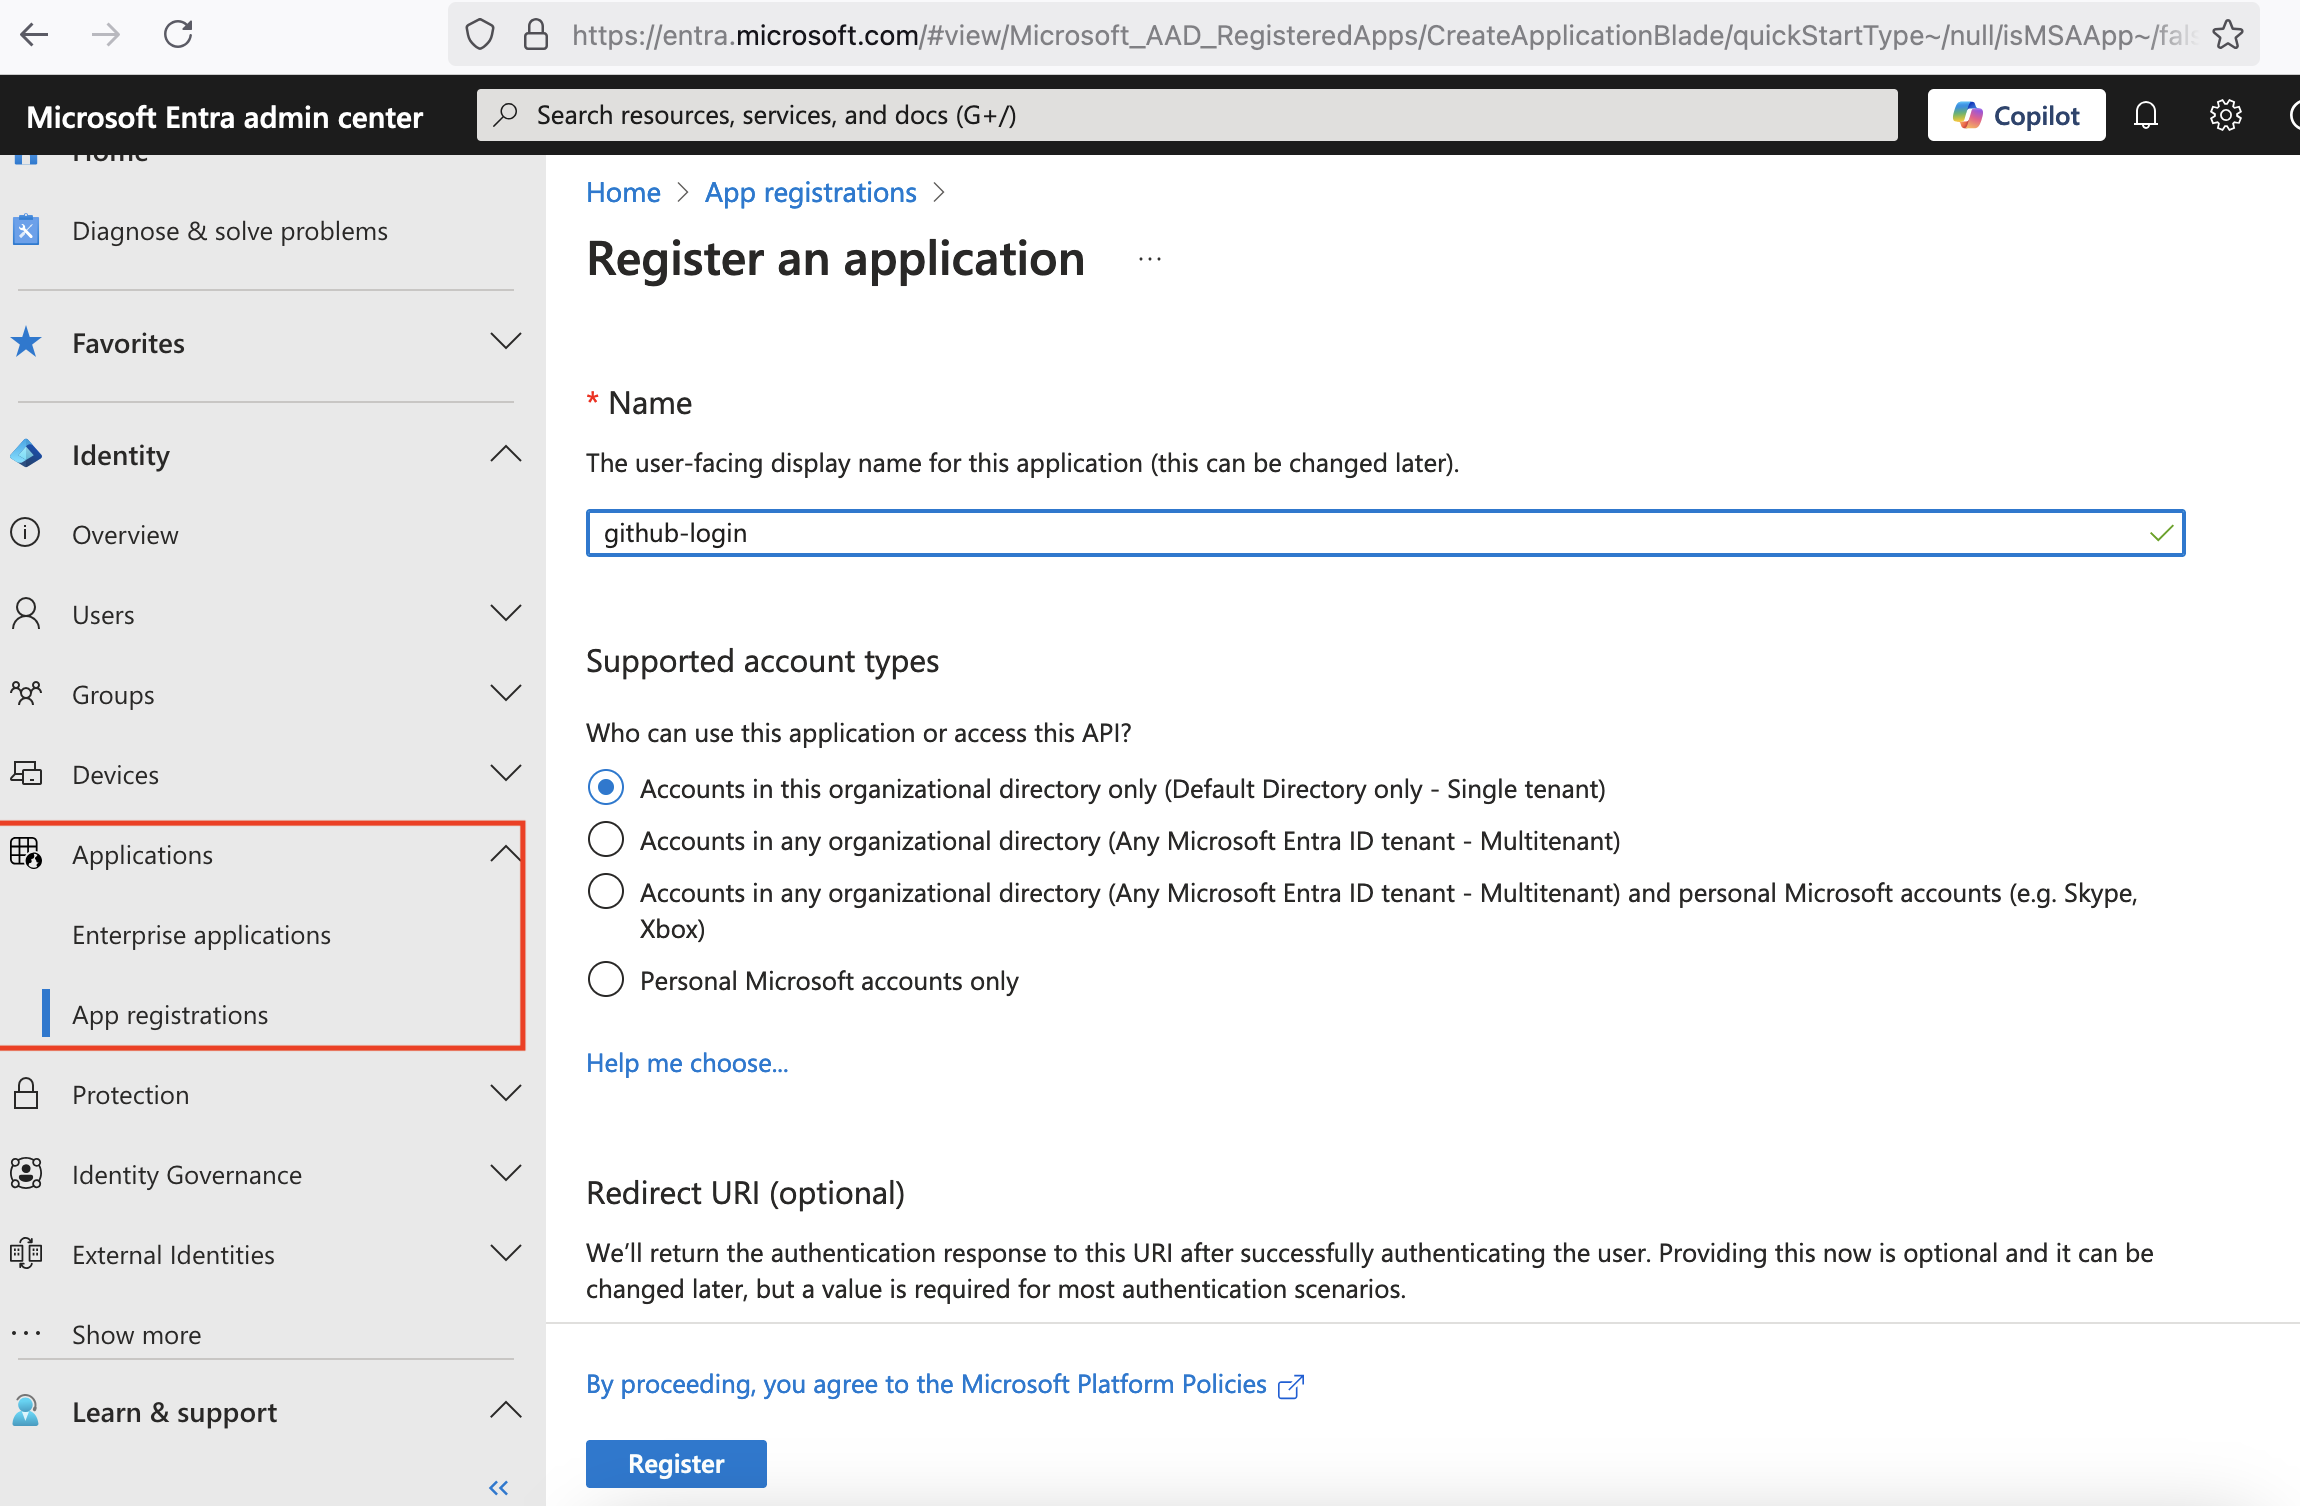 https://entra.microsoft.com/#view/Microsoft_AAD_RegisteredApps/CreateApplicationBlade/quickStartType~/null/isMSAApp~/fals
Microsoft Entra admin center
Search resources, services, and docs (G+/)
Copilot
Home
Diagnose & solve problems
Favorites
Identity
Overview
Users
Groups
Devices
Applications
Enterprise applications
App registrations
Protection
Identity Governance
External Identities
Show more
Learn & support
Home > App registrations >
Register an application ...
* Name
The user-facing display name for this application (this can be changed later).
github-login
Supported account types
Who can use this application or access this API?
Accounts in this organizational directory only (Default Directory only - Single tenant)
Accounts in any organizational directory (Any Microsoft Entra ID tenant - Multitenant)
Accounts in any organizational directory (Any Microsoft Entra ID tenant - Multitenant) and personal Microsoft accounts (e.g. Skype,
Xbox)
Personal Microsoft accounts only
Help me choose...
Redirect URI (optional)
We’ll return the authentication response to this URI after successfully authenticating the user. Providing this now is optional and it can be
changed later, but a value is required for most authentication scenarios.
By proceeding, you agree to the Microsoft Platform Policies
Register